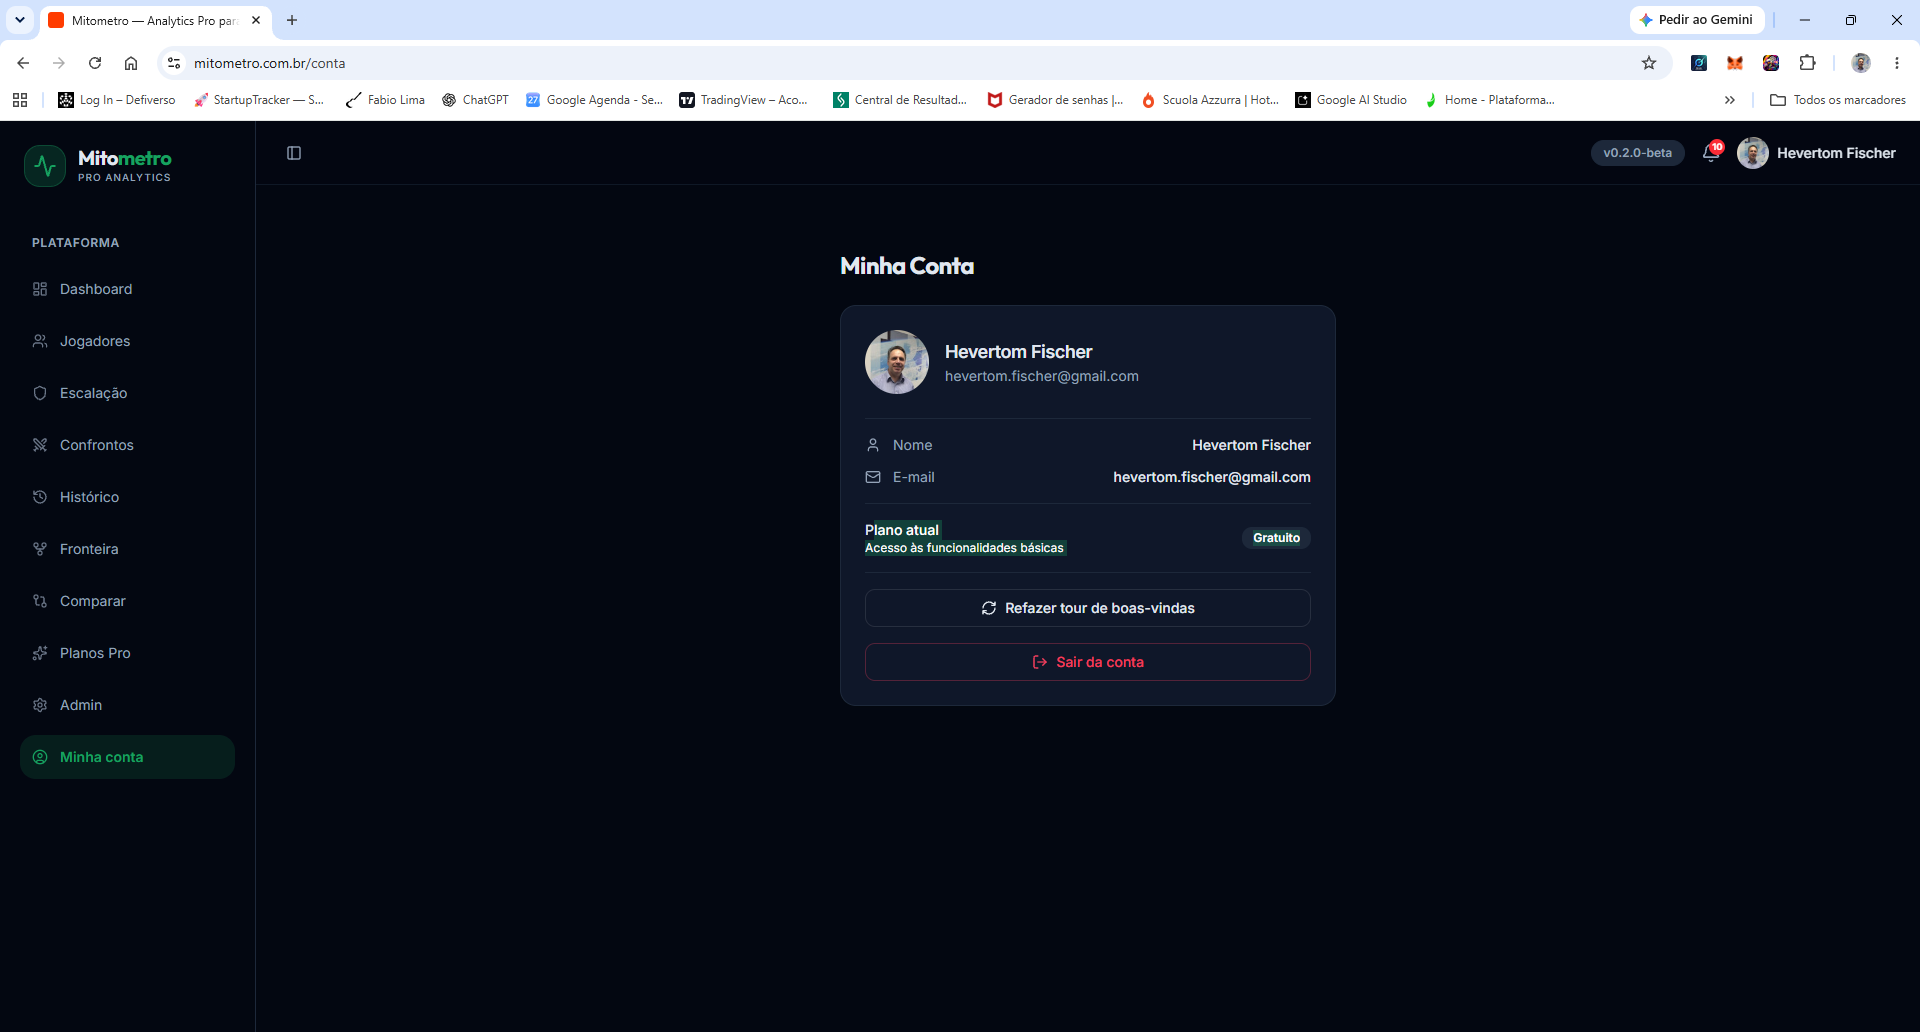 Mitometro — Analytics Pro par
Pedir ao Gemini
mitometro.com.br/conta
Log In – Defiverso
StartupTracker — S...
Fabio Lima
ChatGPT
27
Google Agenda - Se...
TradingView – Aco...
Central de Resultad...
Gerador de senhas |...
Scuola Azzurra | Hot...
Google AI Studio
Home - Plataforma...
Todos os marcadores
Mitometro
PRO ANALYTICS
v0.2.0-beta
10
Hevertom Fischer
PLATAFORMA
Dashboard
Jogadores
Escalação
Confrontos
Histórico
Fronteira
Comparar
Planos Pro
Admin
Minha conta
Minha Conta
Hevertom Fischer
hevertom.fischer@gmail.com
Nome
Hevertom Fischer
E-mail
hevertom.fischer@gmail.com
Plano atual
Acesso às funcionalidades básicas
Gratuito
Refazer tour de boas-vindas
Sair da conta